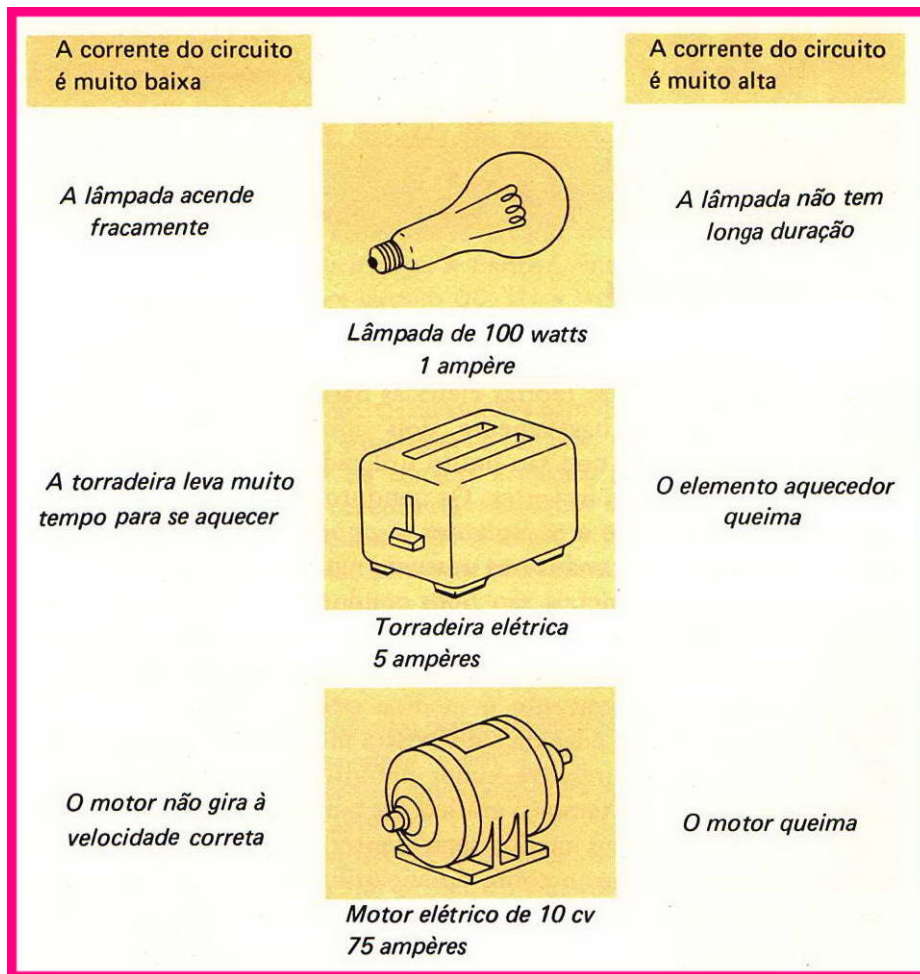 A corrente do circuito
é muito baixa
A corrente do circuito
é muito alta
A lâmpada acende
fracamente
A lâmpada não tem
longa duração
Lâmpada de 100 watts
1 ampère
A torradeira leva muito
tempo para se aquecer
O elemento aquecedor
queima
Torradeira elétrica
5 ampères
O motor não gira à
velocidade correta
O motor queima
Motor elétrico de 10 cv
75 ampères